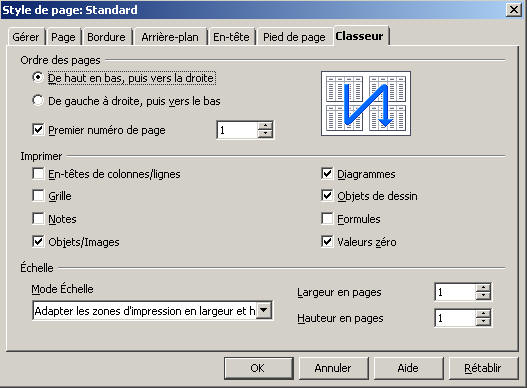 Style de page: Standard
Gérer Page Bordure Arrière-plan En-tête Pied de page Classeur
Ordre des pages
De haut en bas, puis vers la droite
De gauche à droite, puis vers le bas
Premier numéro de page 1
Imprimer
En-têtes de colonnes/lignes Diagrammes
Grille Objets de dessin
Notes Formules
Objets/Images Valeurs zéro
Échelle
Mode Échelle Largeur en pages 1
Adapter les zones d'impression en largeur et h Hauteur en pages 1
OK Annuler Aide Rétablir